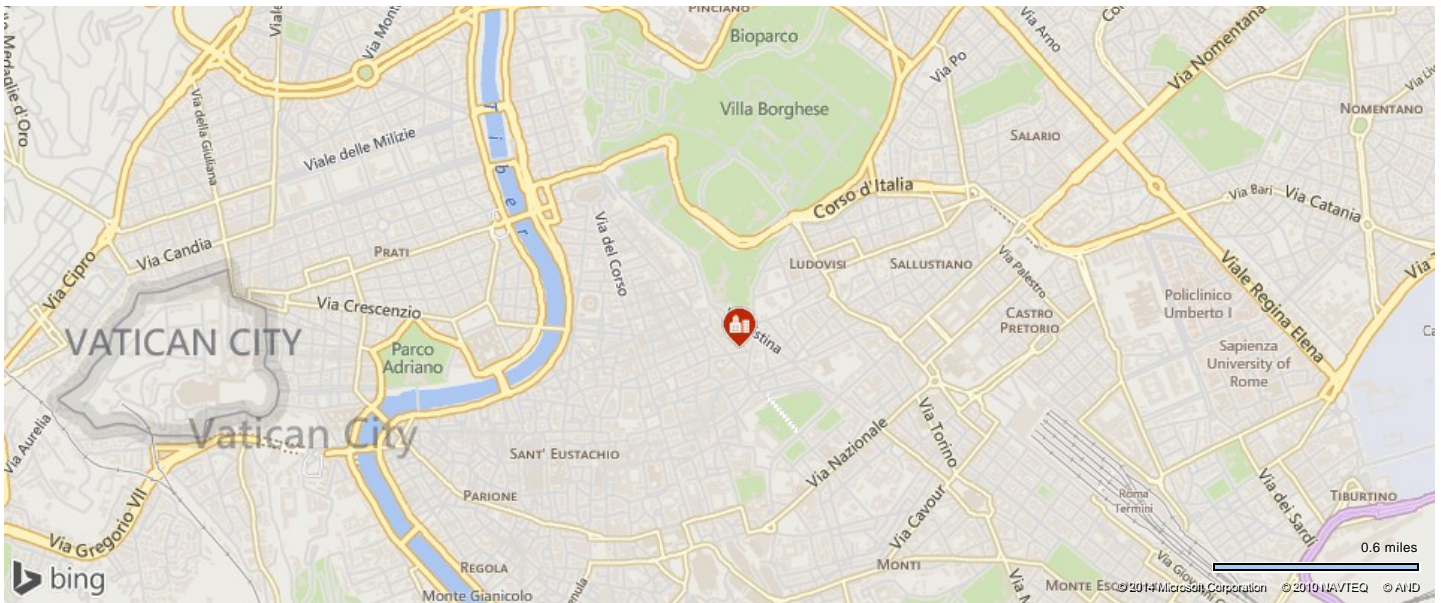 PINCIANO
Bioparco
Via Arno
Via Nomentana
Via Po
Villa Borghese
NOMENTANO
SALARIO
Medaglie d'Oro
Via della Giuliana
Viale delle Milizie
Tiber
Corso d'Italia
Via Bari
Via Catania
Via Candia
PRATI
Via del Corso
LUDOVISI
SALLUSTIANO
Via Palestro
Viale Regina Elena
Via Cipro
Via Crescenzio
Policlinico
Umberto I
CASTRO
PRETORIO
VATICAN CITY
Parco
Adriano
stina
Sapienza
University of
Rome
Via Aurelia
Vatican City
SANT' EUSTACHIO
Via Nazionale
Via Torino
PARIONE
Roma
Termini
Via dei Sardi
TIBURTINO
Via Gregorio VII
Via Cavour
0.6 miles
REGOLA
MONTI
bing
Monte Gianicolo
MONTE ESC
© 2014 Microsoft Corporation © 2010 NAVTEQ © AND